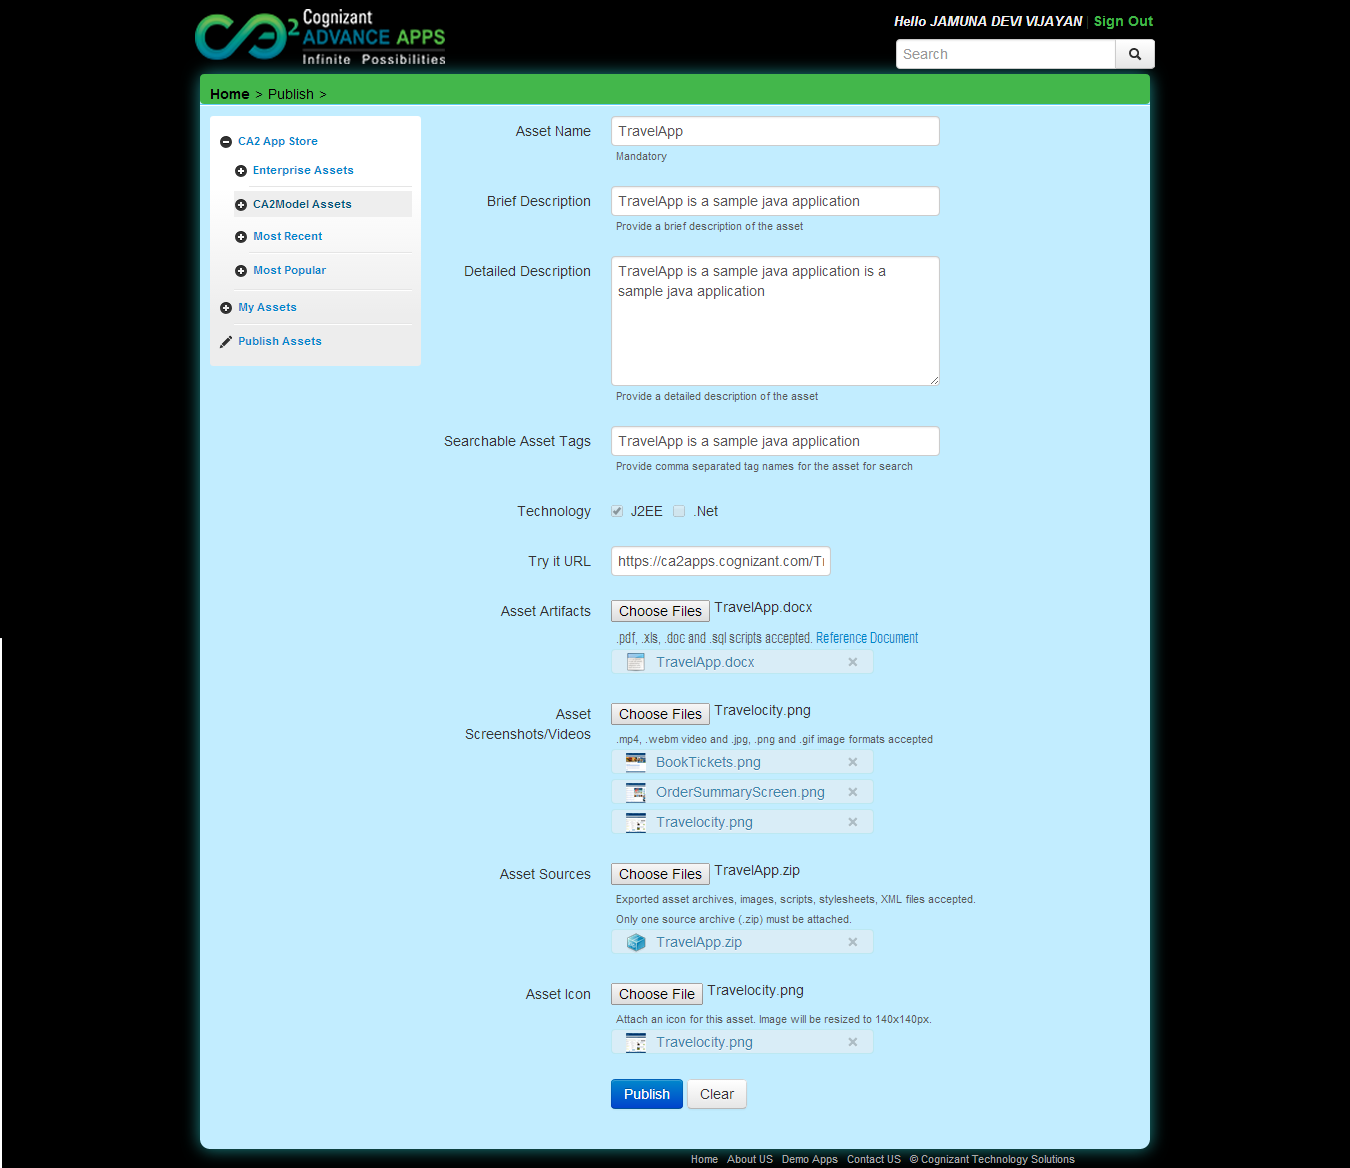 Cognizant
ADVANCE APPS
Infinite Possibilities
Hello JAMUNA DEVI VIJAYAN | Sign Out
Search
Home > Publish >
CA2 App Store
Enterprise Assets
CA2Model Assets
Most Recent
Most Popular
My Assets
Publish Assets
Asset Name TravelApp
Mandatory
Brief Description TravelApp is a sample java application
Provide a brief description of the asset
Detailed Description TravelApp is a sample java application is a
sample java application
Provide a detailed description of the asset
Searchable Asset Tags TravelApp is a sample java application
Provide comma separated tag names for the asset for search
Technology J2EE .Net
Try it URL https://ca2apps.cognizant.com/T
Asset Artifacts Choose Files TravelApp.docx
.pdf, .xls, .doc and .sql scripts accepted. Reference Document
TravelApp.docx ×
Asset Choose Files Travelocity.png
Screenshots/Videos
.mp4, .webm video and .jpg, .png and .gif image formats accepted
BookTickets.png ×
OrderSummaryScreen.png ×
Travelocity.png ×
Asset Sources Choose Files TravelApp.zip
Exported asset archives, images, scripts, stylesheets, XML files accepted.
Only one source archive (.zip) must be attached.
TravelApp.zip ×
Asset Icon Choose File Travelocity.png
Attach an icon for this asset. Image will be resized to 140x140px.
Travelocity.png ×
Publish Clear
Home About US Demo Apps Contact US © Cognizant Technology Solutions